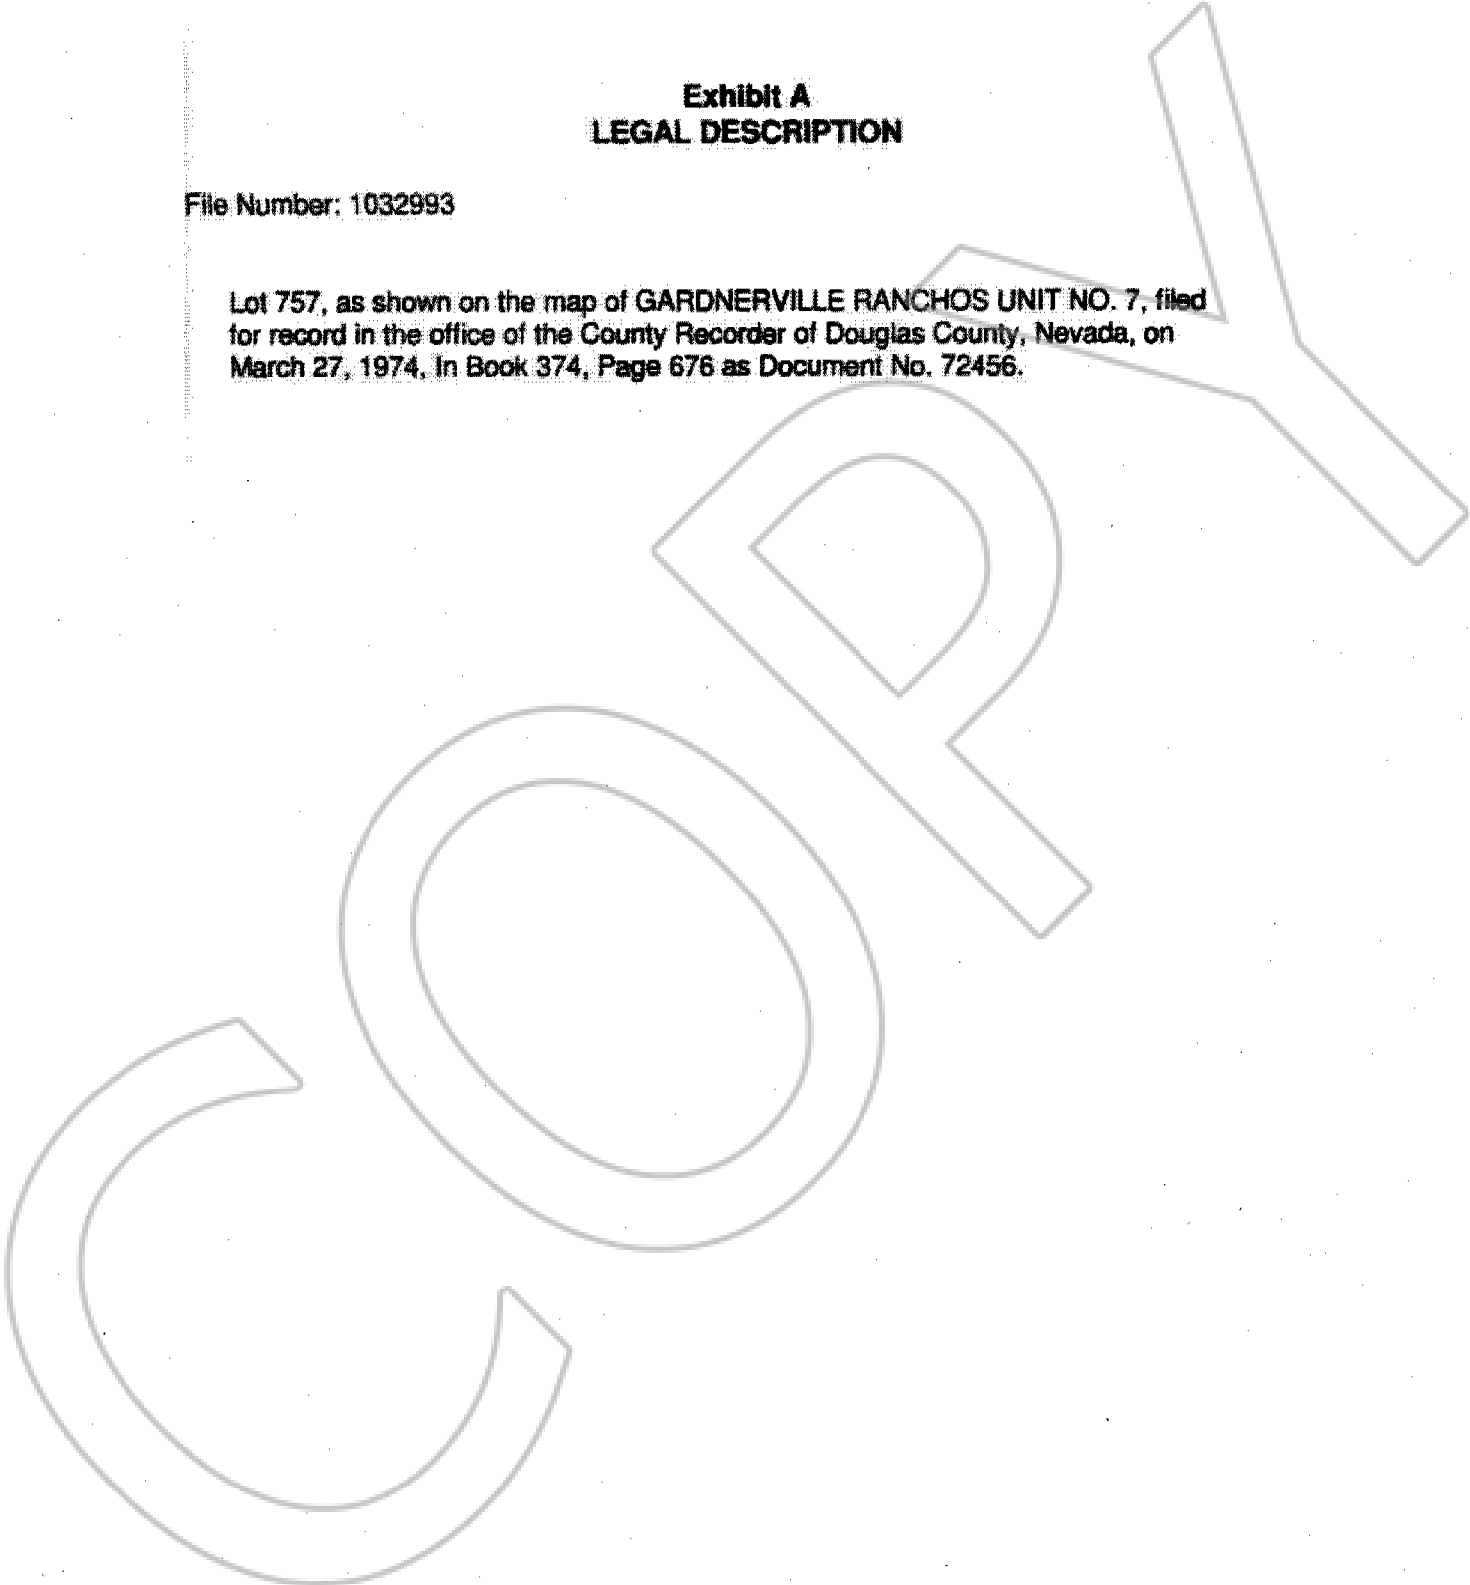 Exhibit A
LEGAL DESCRIPTION
File Number: 1032993
Lot 757, as shown on the map of GARDNERVILLE RANCHOS UNIT NO. 7, filed
for record in the office of the County Recorder of Douglas County, Nevada, on
March 27, 1974, In Book 374, Page 676 as Document No. 72456.
COPY